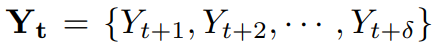 𝐘ₜ = {Yₜ₊₁, Yₜ₊₂, ⋯ , Yₜ₊δ}